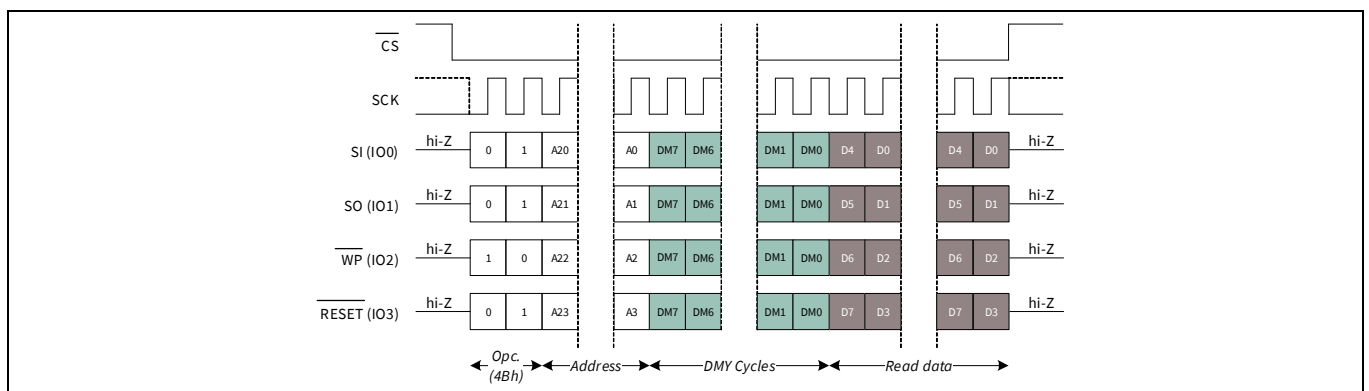 CS
SCK
SI (IO0) hi-Z 0 1 A20 A0 DM7 DM6 DM1 DM0 D4 D0 D4 D0 hi-Z
SO (IO1) hi-Z 0 1 A21 A1 DM7 DM6 DM1 DM0 D5 D1 D5 D1 hi-Z
WP (IO2) hi-Z 1 0 A22 A2 DM7 DM6 DM1 DM0 D6 D2 D6 D2 hi-Z
RESET (IO3) hi-Z 0 1 A23 A3 DM7 DM6 DM1 DM0 D7 D3 D7 D3 hi-Z
Opc. Address DMY Cycles Read data
(4Bh)